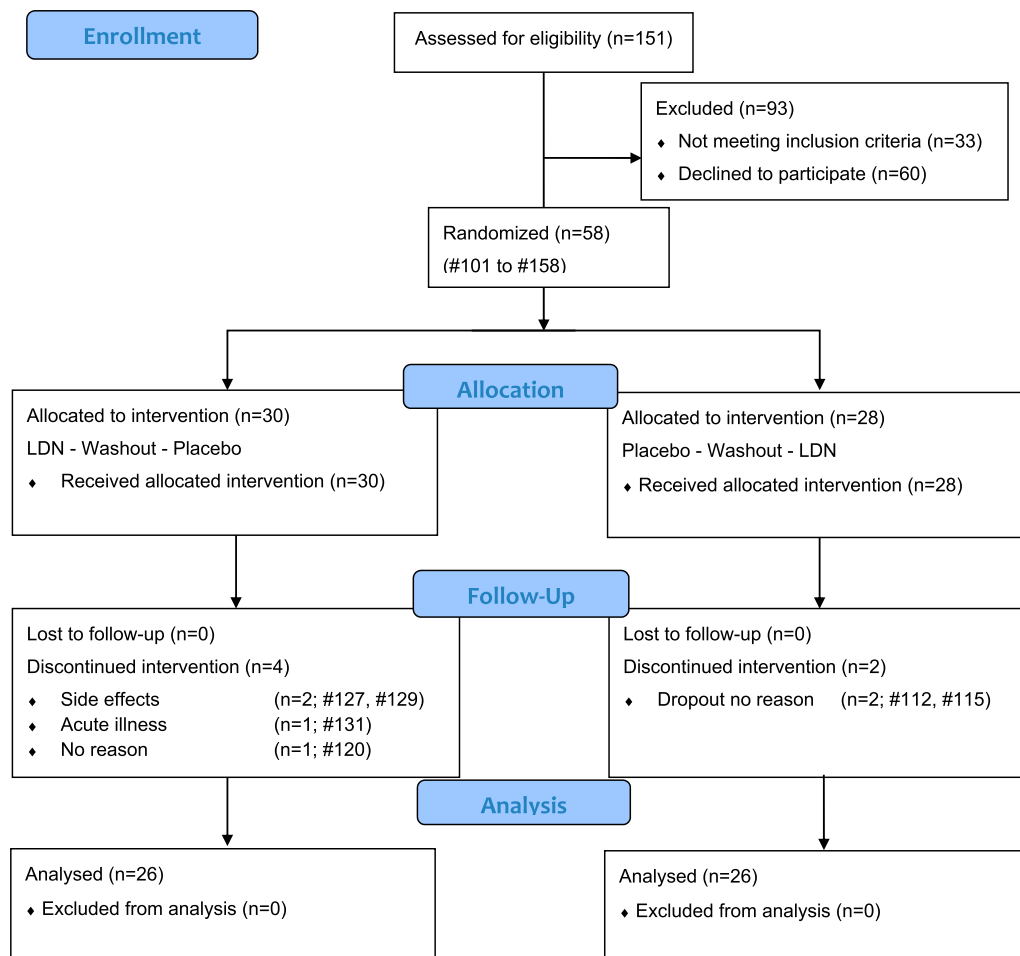 Enrollment
Assessed for eligibility (n=151)
Excluded (n=93)
♦ Not meeting inclusion criteria (n=33)
♦ Declined to participate (n=60)
Randomized (n=58)
(#101 to #158)
Allocation
Allocated to intervention (n=30)
LDN - Washout - Placebo
♦ Received allocated intervention (n=30)
Allocated to intervention (n=28)
Placebo - Washout - LDN
♦ Received allocated intervention (n=28)
Follow-Up
Lost to follow-up (n=0)
Discontinued intervention (n=4)
♦ Side effects (n=2; #127, #129)
♦ Acute illness (n=1; #131)
♦ No reason (n=1; #120)
Lost to follow-up (n=0)
Discontinued intervention (n=2)
♦ Dropout no reason (n=2; #112, #115)
Analysis
Analysed (n=26)
♦ Excluded from analysis (n=0)
Analysed (n=26)
♦ Excluded from analysis (n=0)